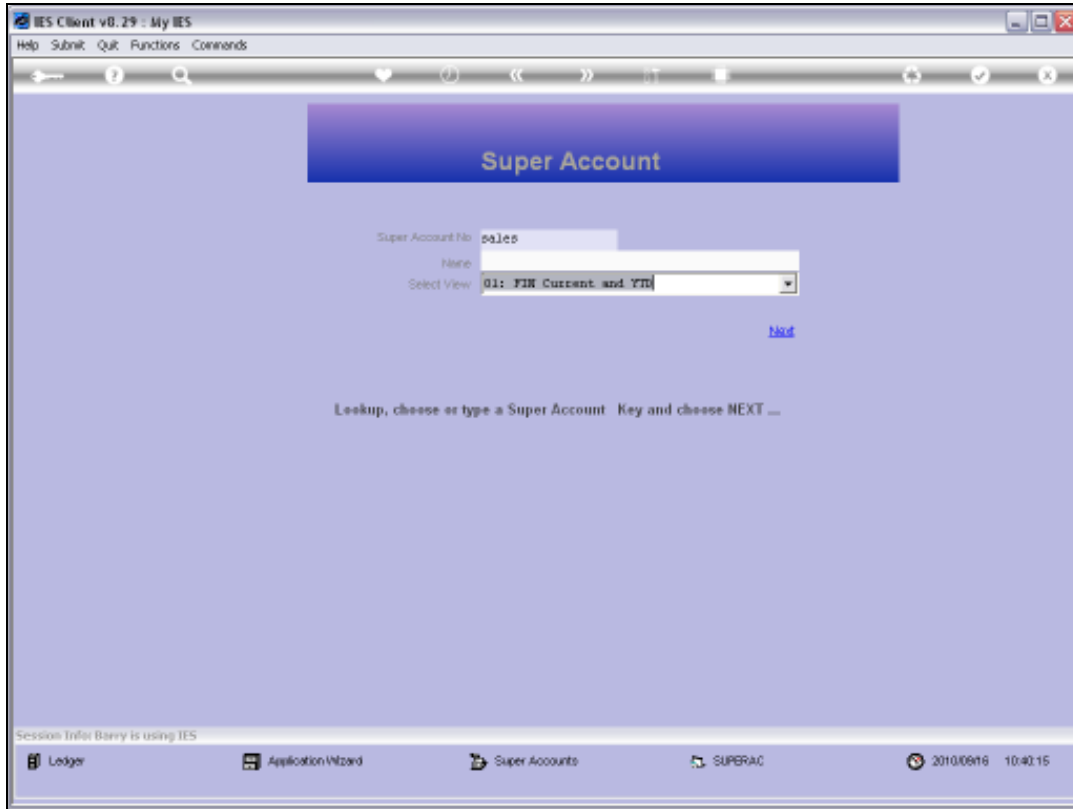 IES Client v8.29 : My IES
Help Submit Quit Functions Commands
Super Account
Super Account No sales
Name
Select View 01: FIN Current and YTD
Next
Lookup, choose or type a Super Account Key and choose NEXT ...
Session Info: Barry is using IES
Ledger Application Wizard Super Accounts SUPERAC 2010/09/16 10:40:15